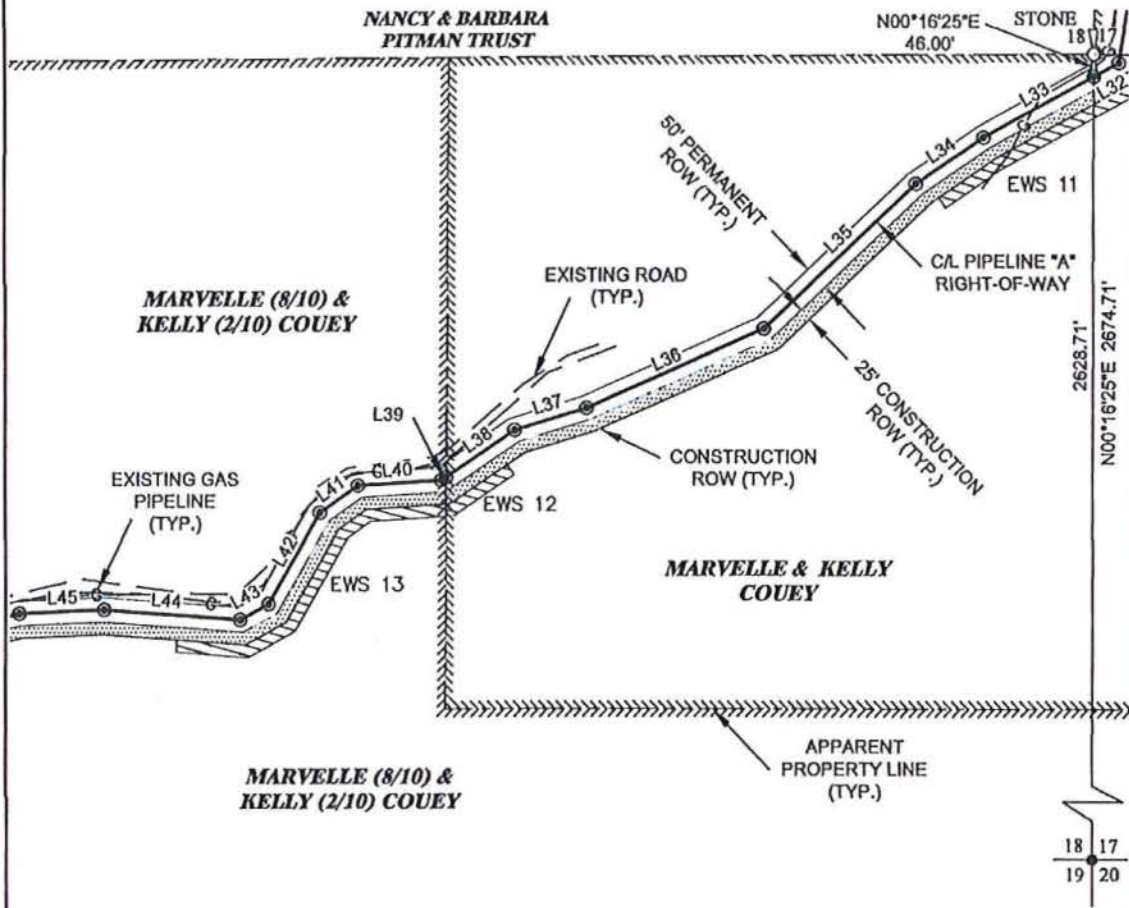 NANCY & BARBARA
PITMAN TRUST
N00°16'25"E
46.00'
STONE
18 17
L32
L33
L34
EWS 11
50' PERMANENT
ROW (TYP.)
L35
C/L PIPELINE "A"
RIGHT-OF-WAY
EXISTING ROAD
(TYP.)
MARVELLE (8/10) &
KELLY (2/10) COUEY
L36
25' CONSTRUCTION
ROW (TYP.)
2628.71'
N00°16'25"E 2674.71'
L37
L38
L39
CONSTRUCTION
ROW (TYP.)
EXISTING GAS
PIPELINE
(TYP.)
GL40
L41
EWS 12
L42
EWS 13
MARVELLE & KELLY
COUEY
L43
L44
G
G
L45
APPARENT
PROPERTY LINE
(TYP.)
MARVELLE (8/10) &
KELLY (2/10) COUEY
18 17
19 20